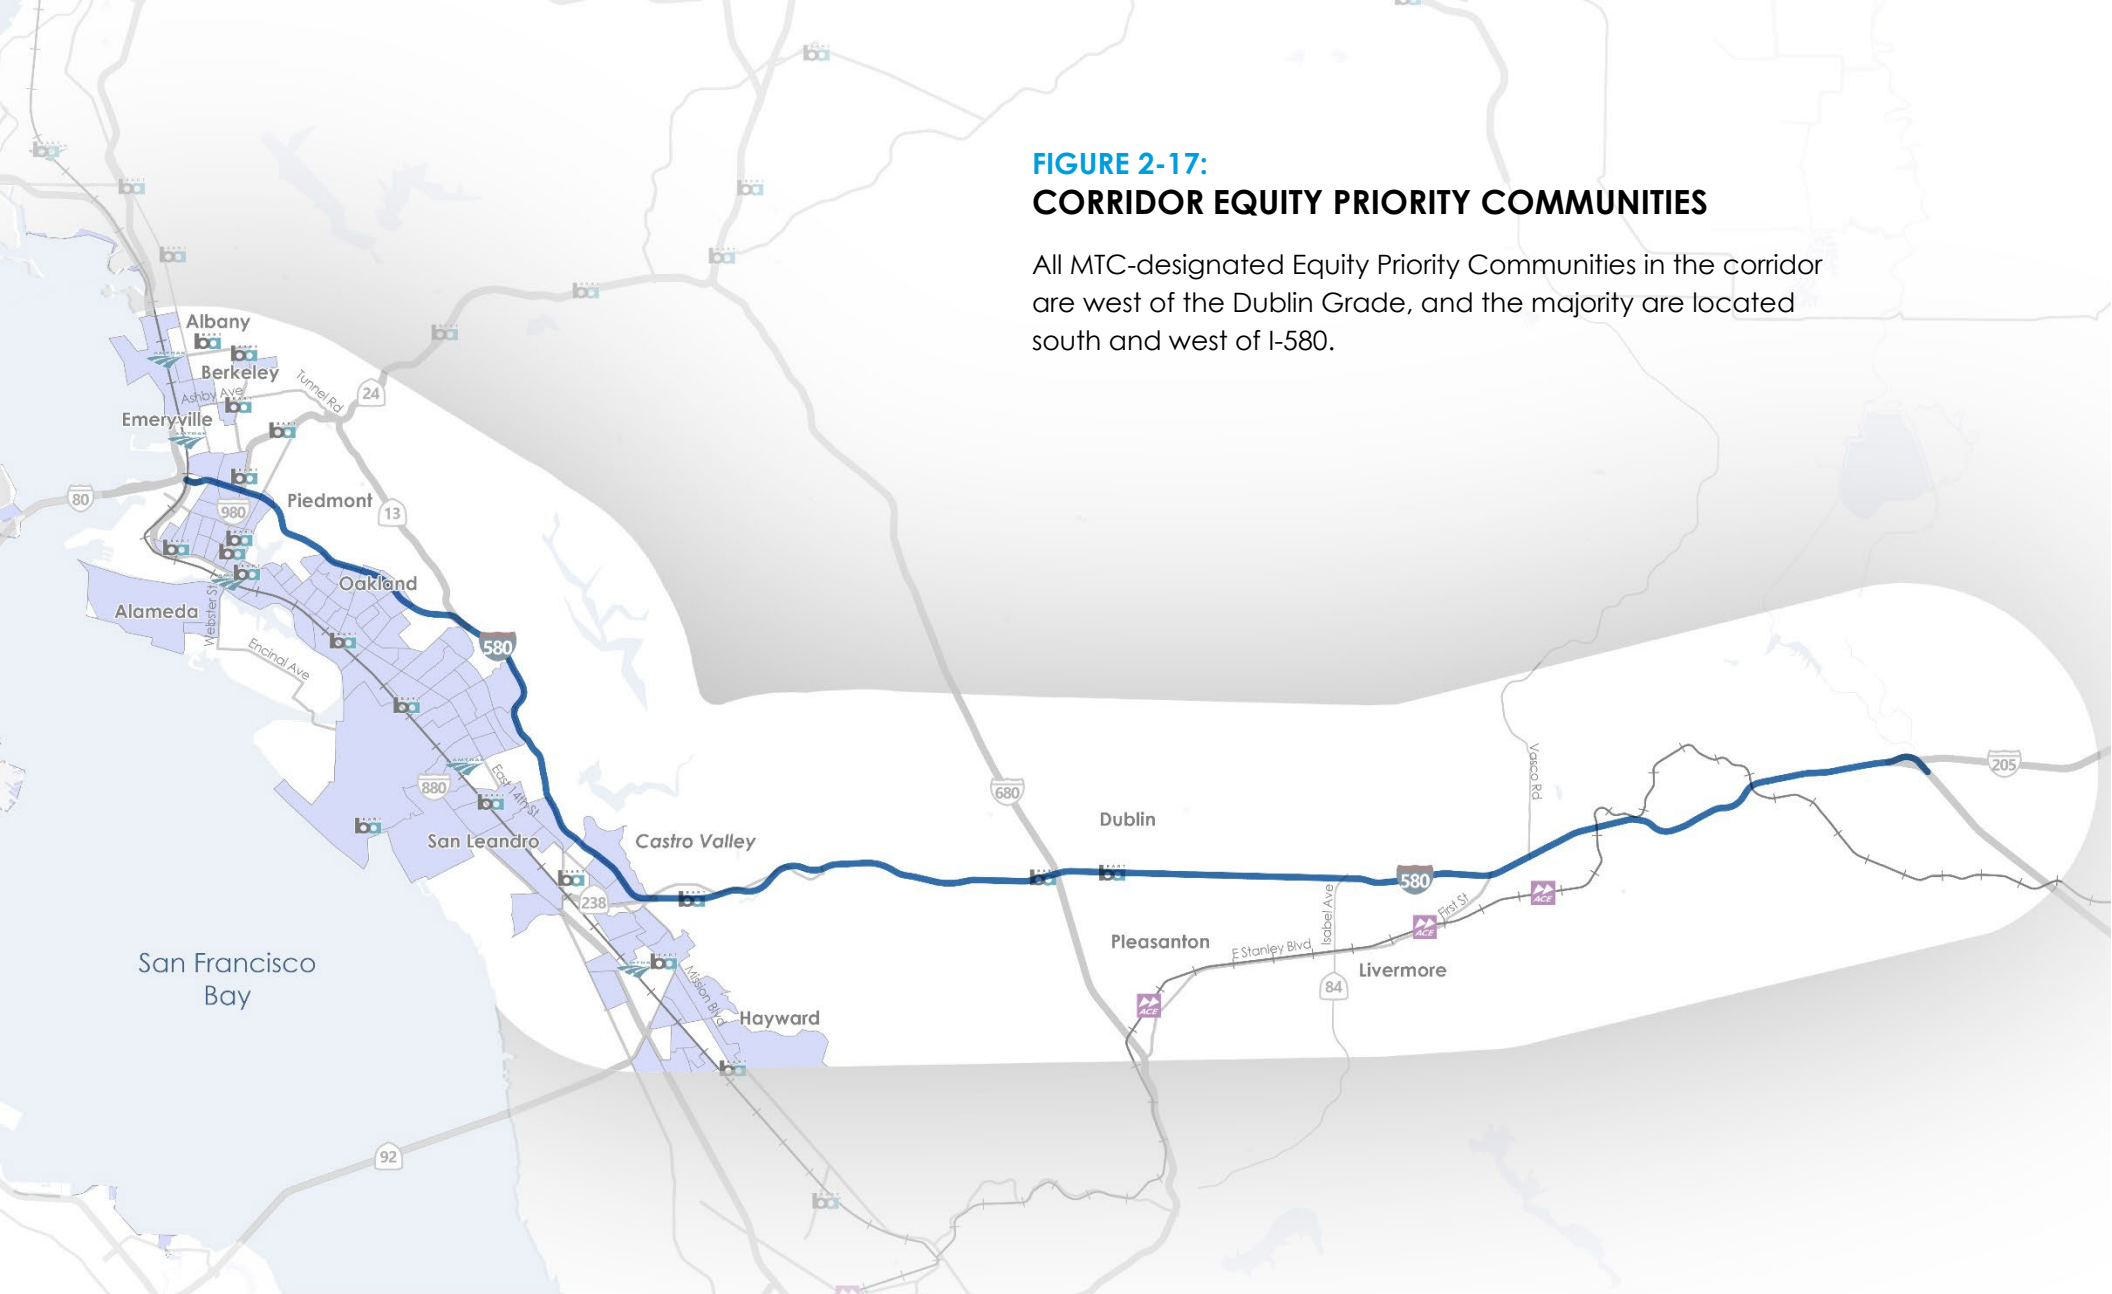 FIGURE 2-17:
CORRIDOR EQUITY PRIORITY COMMUNITIES
All MTC-designated Equity Priority Communities in the corridor
are west of the Dublin Grade, and the majority are located
south and west of I-580.
Albany
Berkeley
Ashby Ave
Tunnel Rd
24
Emeryville
80
980
Piedmont
13
Oakland
Alameda
Webster St
Encinal Ave
580
AMTRAK
East 14th St
880
San Leandro
Castro Valley
238
680
Dublin
Vasco Rd
205
580
Isabel Ave
First St
ACE
ACE
Pleasanton
E Stanley Blvd
Livermore
84
ACE
San Francisco
Bay
Mission Blvd
Hayward
92